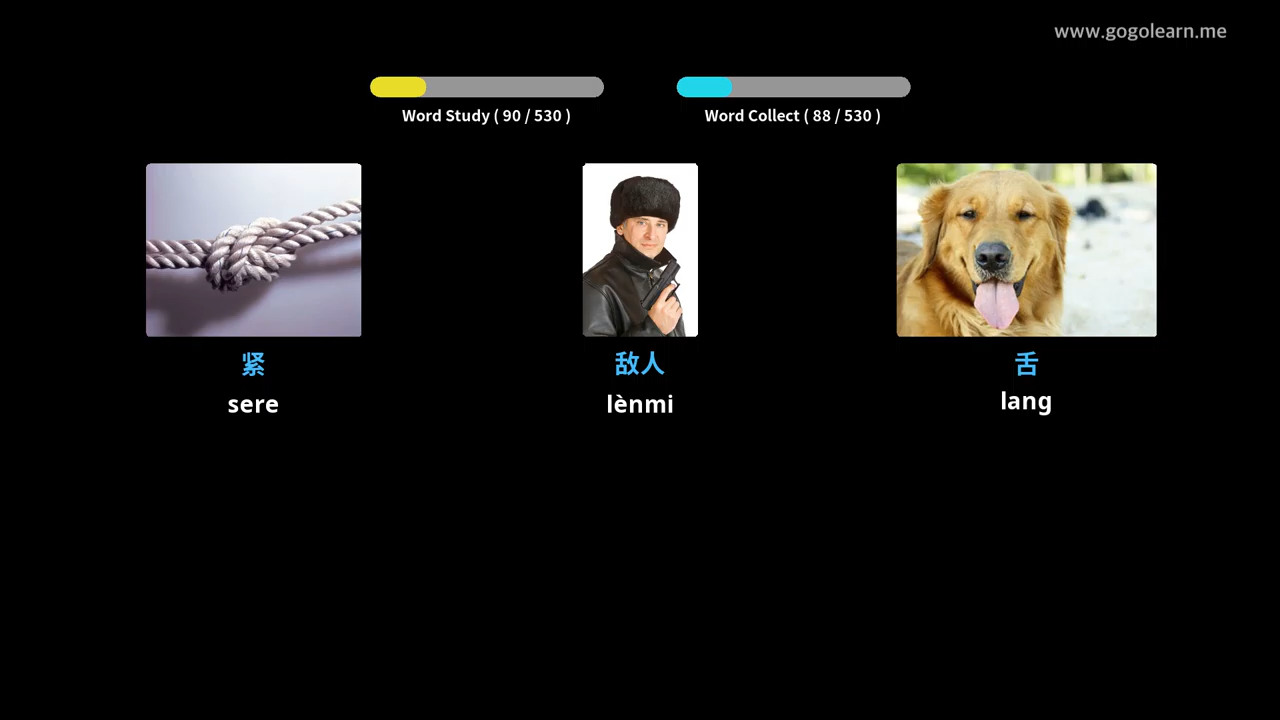 www.gogolearn.me
Word Study ( 90 / 530 )
Word Collect ( 88 / 530 )
紧
sere
敌人
lènmi
舌
lang